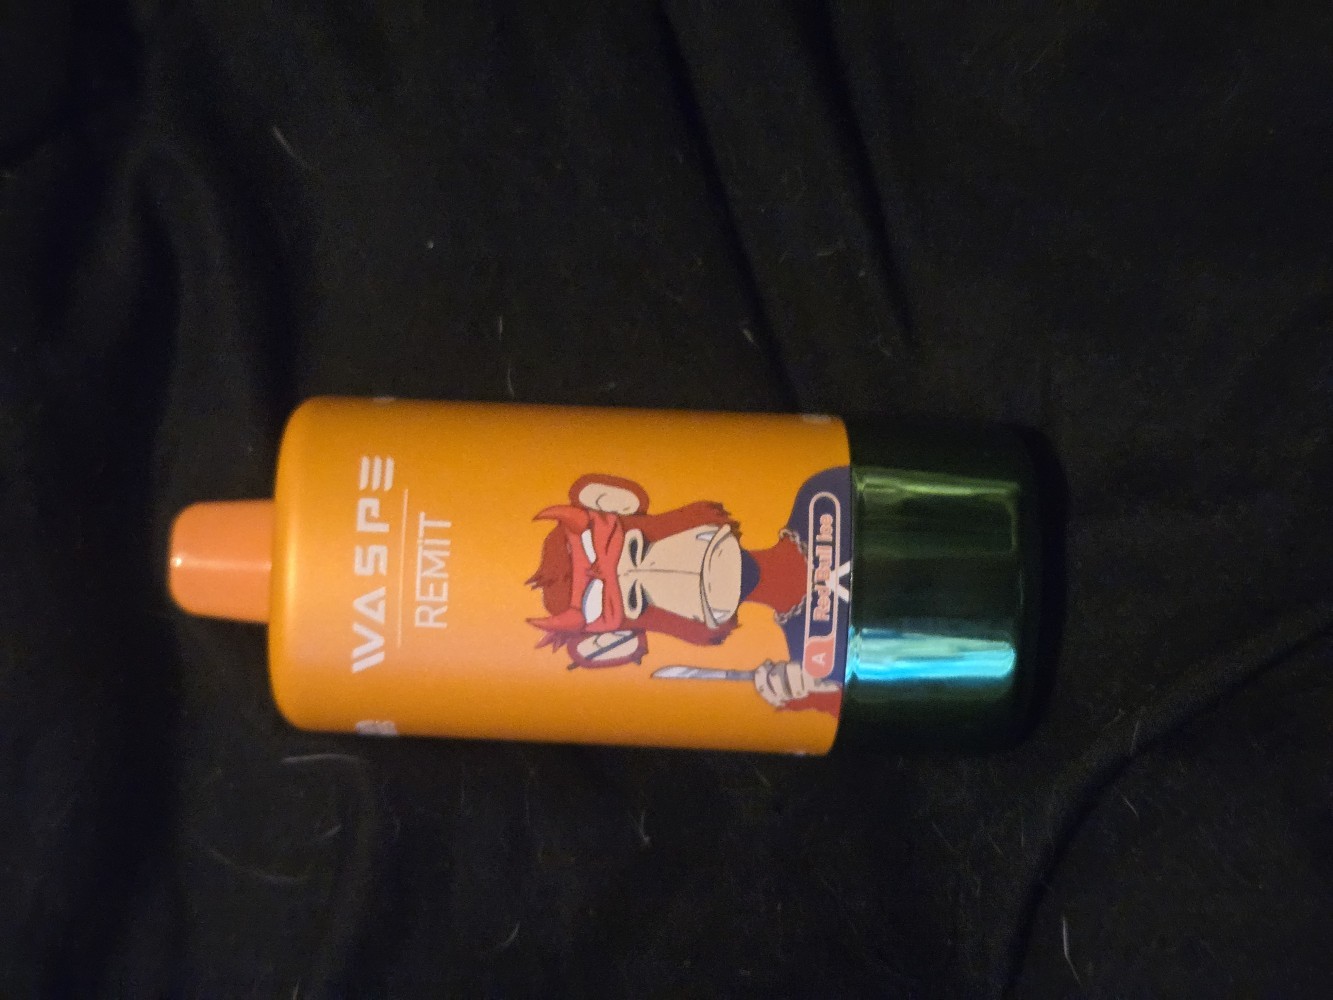 WASPE
REMIT
A Red Bull Ice